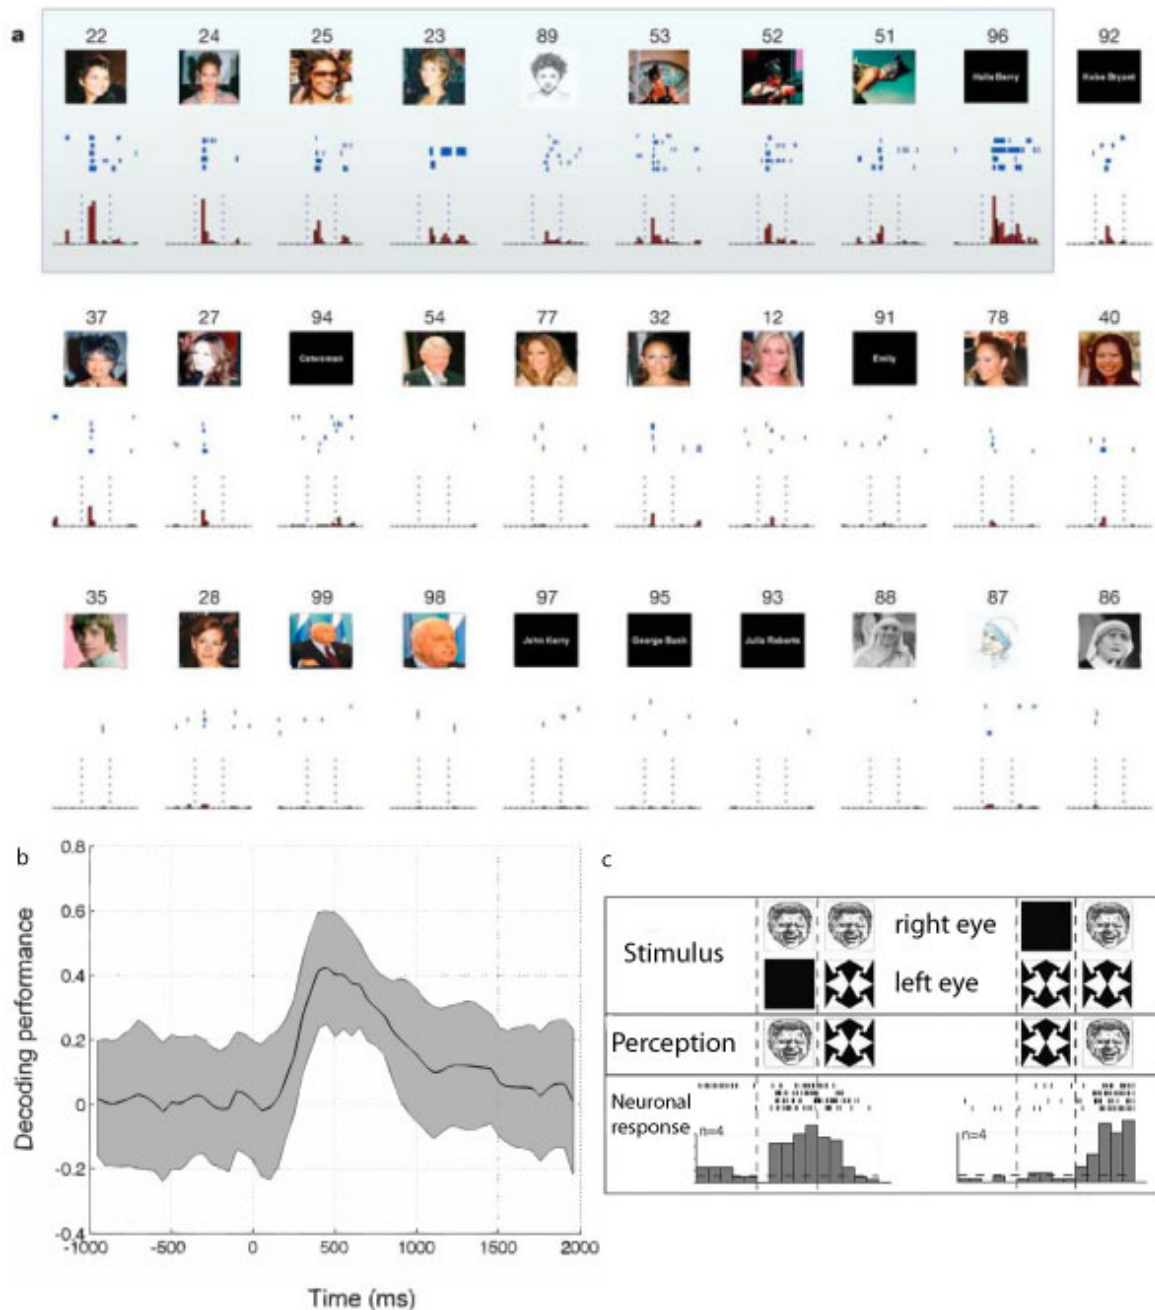 a
22 24 25 23 89 53 52 51 96 92
Halle Berry Kobe Bryant
37 27 94 54 77 32 12 91 78 40
Catwoman Emily
35 28 99 98 97 95 93 88 87 86
John Kerry George Bush Julia Roberts
b
0.8
0.6
0.4
0.2
0
-0.2
-0.4
Decoding performance
-1000 -500 0 500 1000 1500 2000
Time (ms)
c
Stimulus
right eye
left eye
Perception
Neuronal
response
n=4 n=4